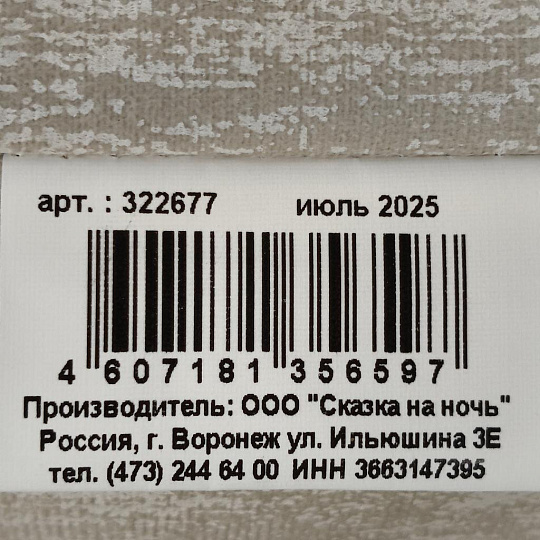 арт. : 322677 июль 2025
4 607181 356597
Производитель: ООО "Сказка на ночь"
Россия, г. Воронеж ул. Ильюшина 3Е
тел. (473) 244 64 00 ИНН 3663147395